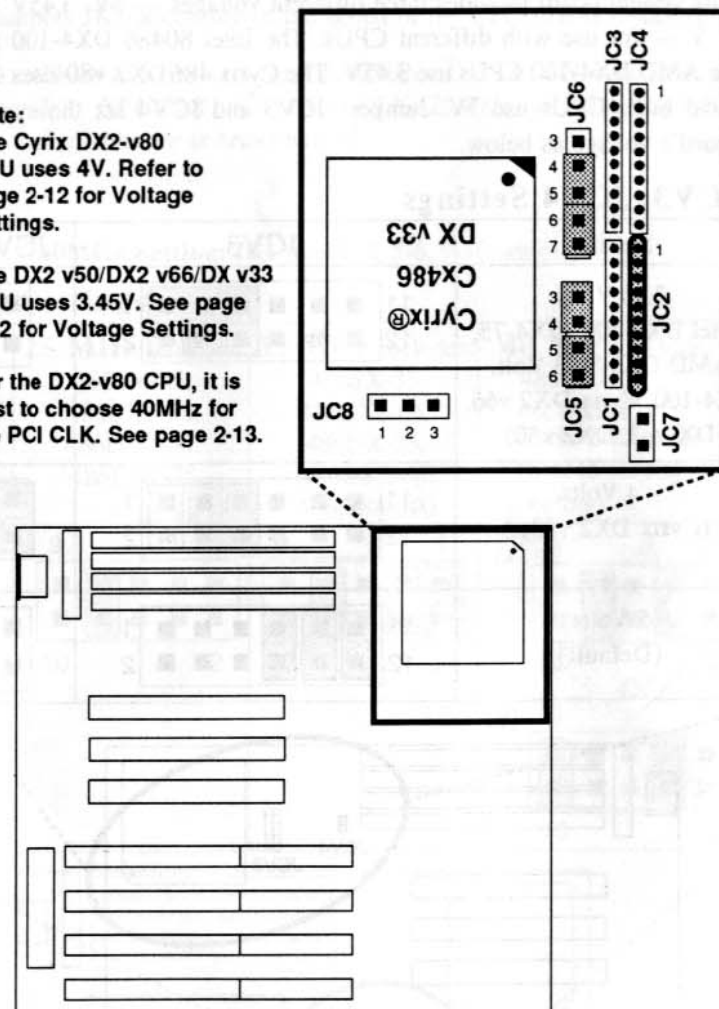 ote:
e Cyrix DX2-v80
U uses 4V. Refer to
ge 2-12 for Voltage
ttings.
e DX2 v50/DX2 v66/DX v33
U uses 3.45V. See page
2 for Voltage Settings.
r the DX2-v80 CPU, it is
st to choose 40MHz for
e PCI CLK. See page 2-13.
JC6
JC3
JC4
3
4
5
6
7
1
Cyrix®
Cx486
DX v33
3
4
5
6
1
JC2
JC5
JC1
JC7
JC8
1 2 3